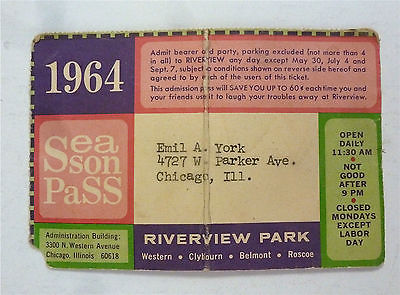 1964
Admit bearer and party, parking excluded (not more than 4
in all) to RIVERVIEW any day except May 30, July 4 and
Sept. 7, subject to conditions shown on reverse side hereof and
agreed to by each of the users of this ticket.
This admission pass will SAVE YOU UP TO 60¢ each time you and
your friends use it to laugh your troubles away at Riverview.
Sea
sson
PaSS
Emil A. York
4727 W. Parker Ave.
Chicago, Ill.
OPEN
DAILY
11:30 AM
•
NOT
GOOD
AFTER
9 PM
•
CLOSED
MONDAYS
EXCEPT
LABOR
DAY
Administration Building:
3300 N. Western Avenue
Chicago, Illinois 60618
RIVERVIEW PARK
Western • Clybourn • Belmont • Roscoe